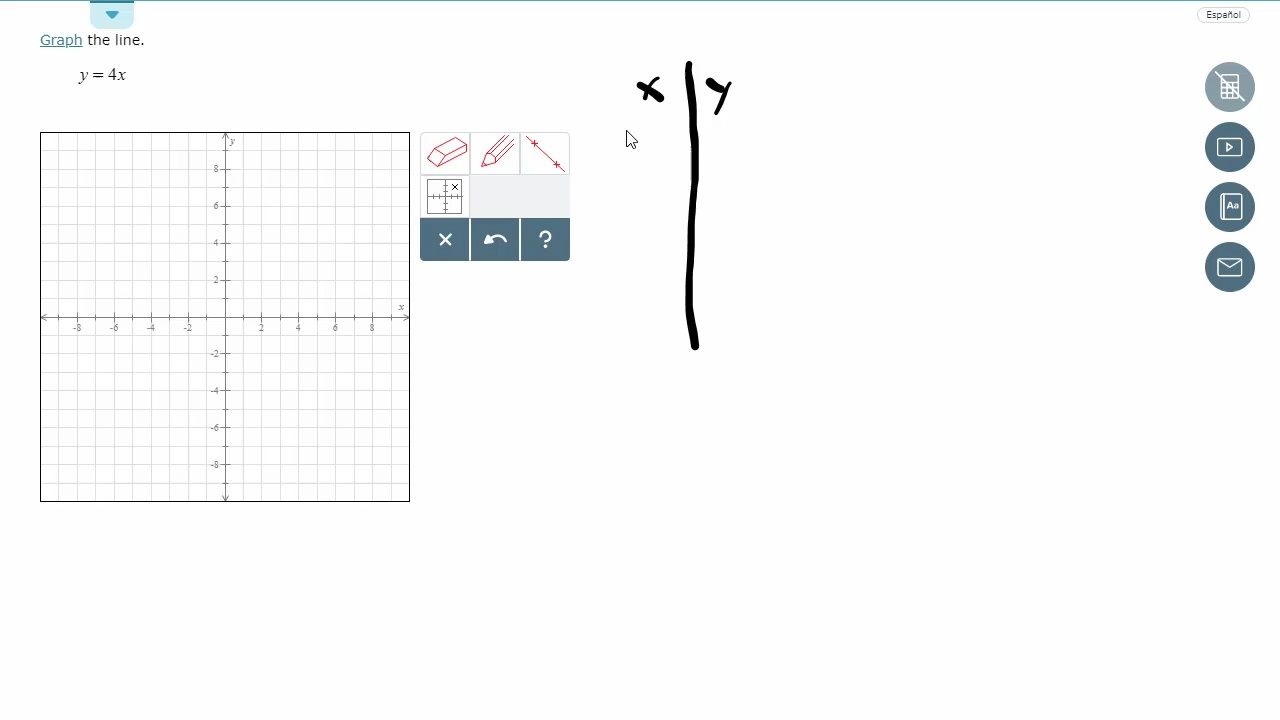 Español
Graph the line.
y = 4x
x y
y
8
6
4
2
x
-8 -6 -4 -2 2 4 6 8
-2
-4
-6
-8
×
?
Aa